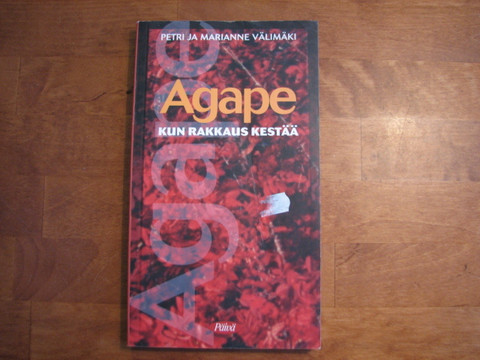 PETRI JA MARIANNE VÄLIMÄKI
Agape
Agape
KUN RAKKAUS KESTÄÄ
Päivä